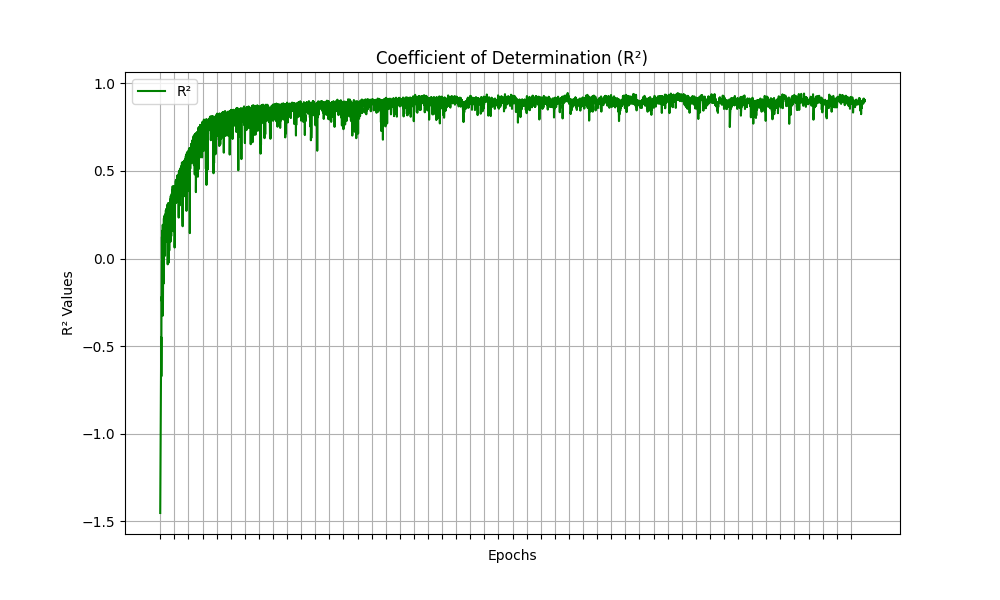 Coefficient of Determination (R²)
R²
1.0
0.5
0.0
−0.5
−1.0
−1.5
R² Values
Epochs